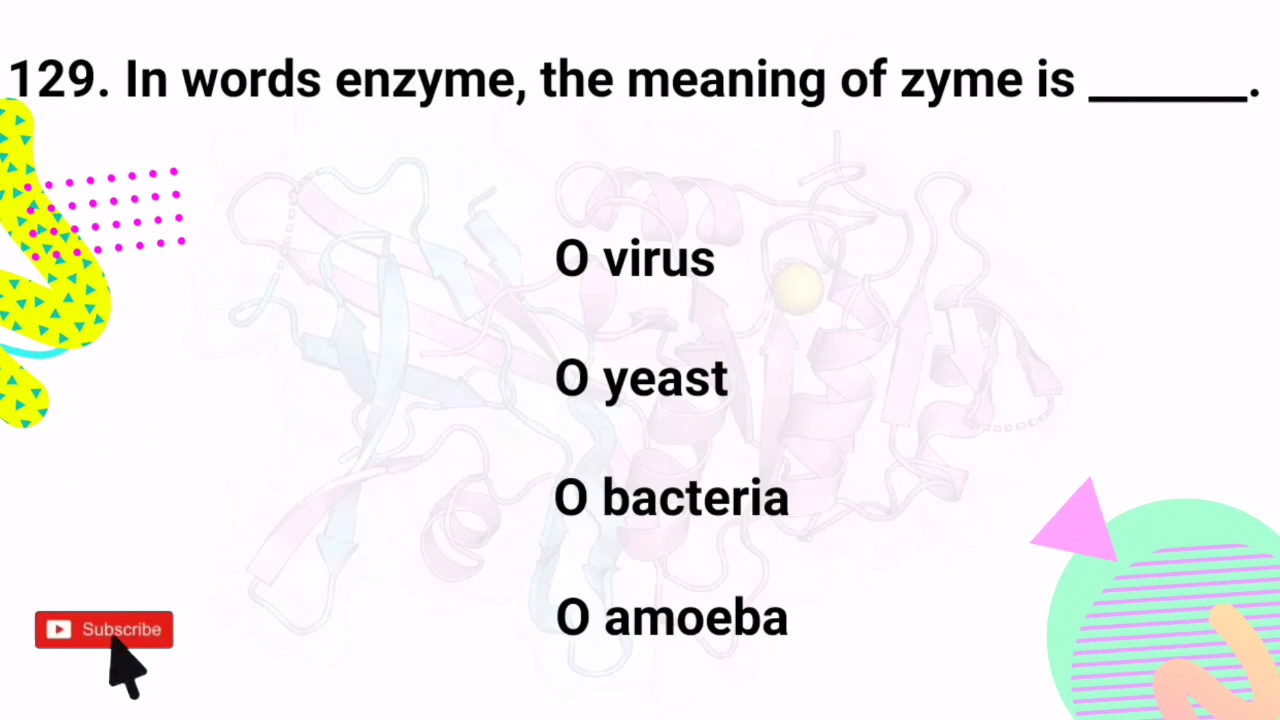 129. In words enzyme, the meaning of zyme is ______.
O virus
O yeast
O bacteria
O amoeba
Subscribe